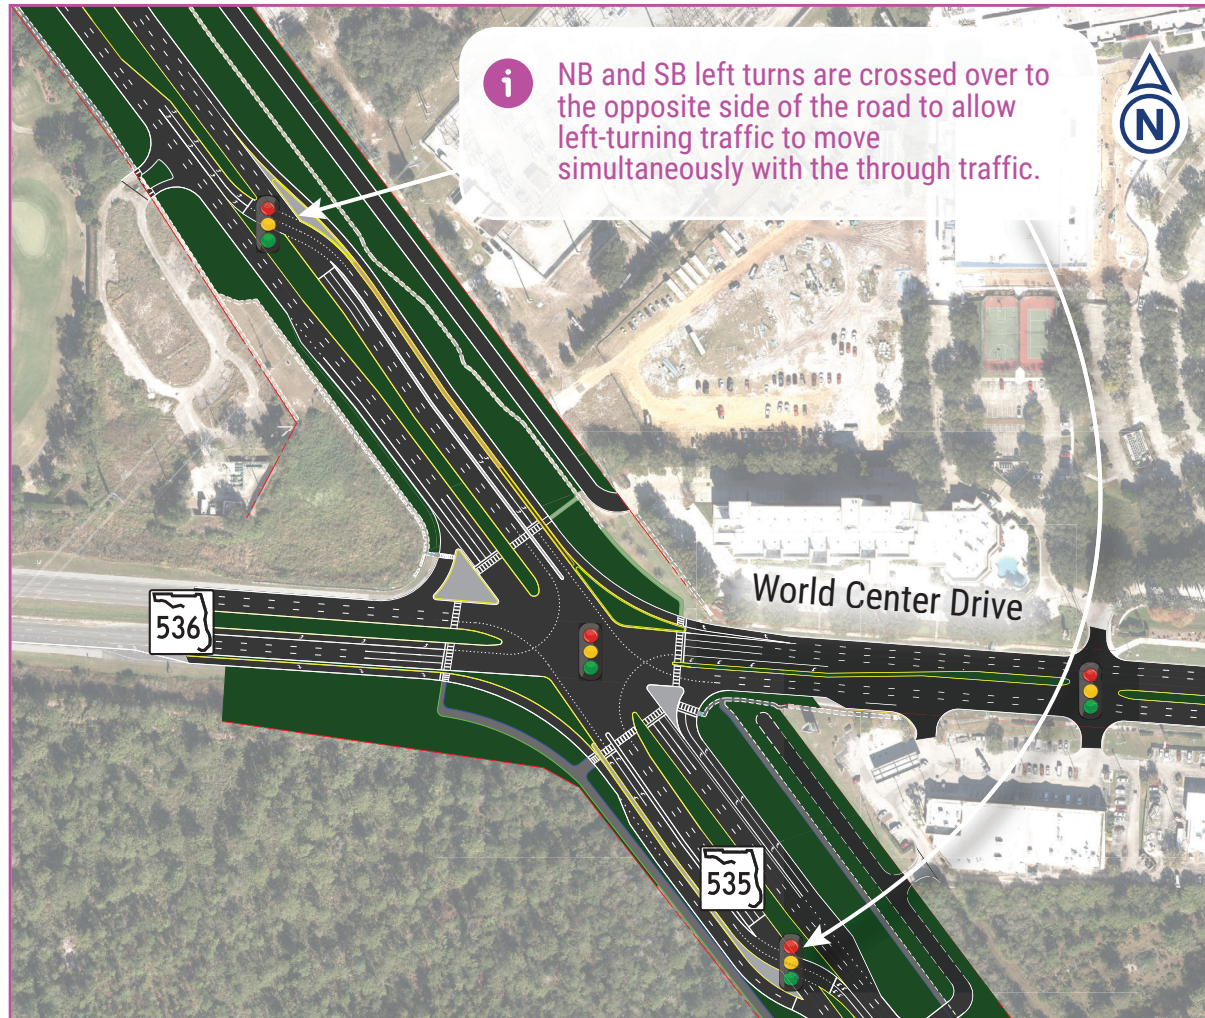 i
NB and SB left turns are crossed over to
the opposite side of the road to allow
left-turning traffic to move
simultaneously with the through traffic.
N
World Center Drive
536
535